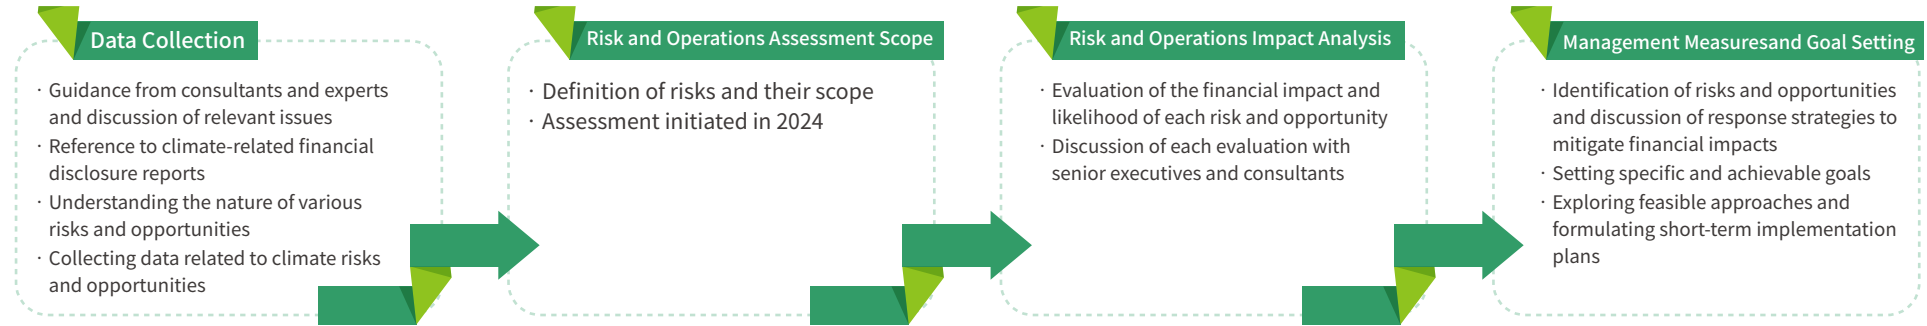 Data Collection
· Guidance from consultants and experts
and discussion of relevant issues
· Reference to climate-related financial
disclosure reports
· Understanding the nature of various
risks and opportunities
· Collecting data related to climate risks
and opportunities
Risk and Operations Assessment Scope
· Definition of risks and their scope
· Assessment initiated in 2024
Risk and Operations Impact Analysis
· Evaluation of the financial impact and
likelihood of each risk and opportunity
· Discussion of each evaluation with
senior executives and consultants
Management Measuresand Goal Setting
· Identification of risks and opportunities
and discussion of response strategies to
mitigate financial impacts
· Setting specific and achievable goals
· Exploring feasible approaches and
formulating short-term implementation
plans